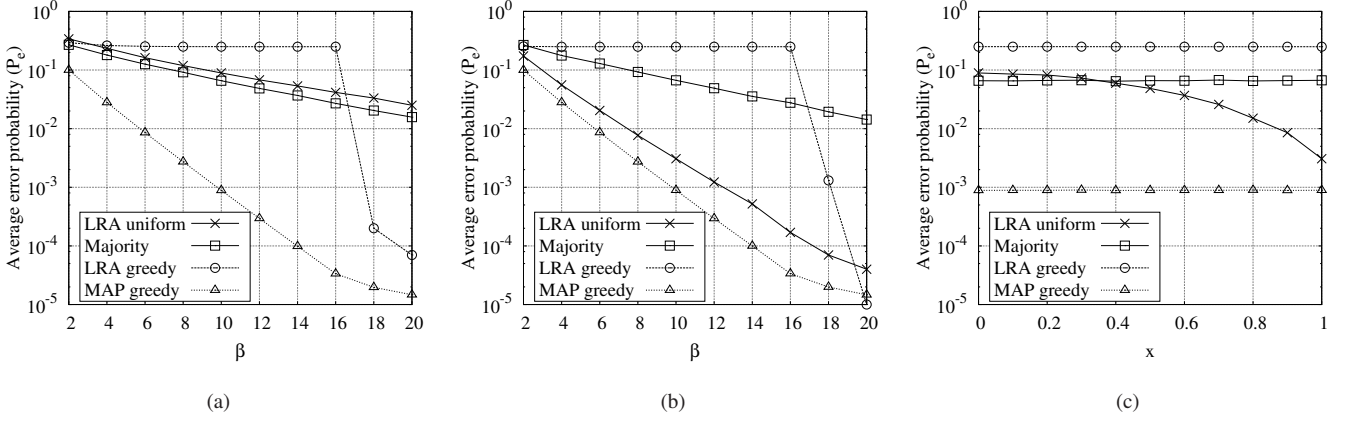 Average error probability (Pe)
10^0
10^-1
10^-2
10^-3
10^-4
10^-5
LRA uniform
Majority
LRA greedy
MAP greedy
2 4 6 8 10 12 14 16 18 20
β
(a)
Average error probability (Pe)
10^0
10^-1
10^-2
10^-3
10^-4
10^-5
LRA uniform
Majority
LRA greedy
MAP greedy
2 4 6 8 10 12 14 16 18 20
β
(b)
Average error probability (Pe)
10^0
10^-1
10^-2
10^-3
10^-4
10^-5
LRA uniform
Majority
LRA greedy
MAP greedy
0 0.2 0.4 0.6 0.8 1
x
(c)